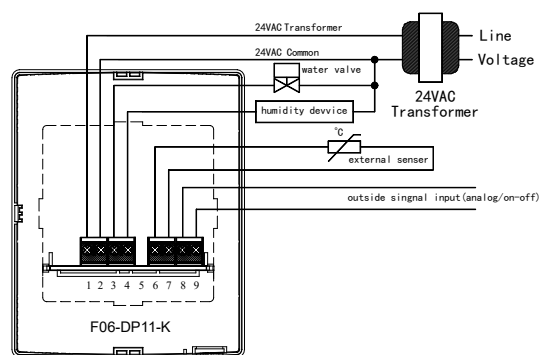 24VAC Transformer
Line
24VAC Common
Voltage
water valve
24VAC
Transformer
humidity devvice
°C
external senser
outside singnal input(analog/on-off)
1 2 3 4 5 6 7 8 9
F06-DP11-K